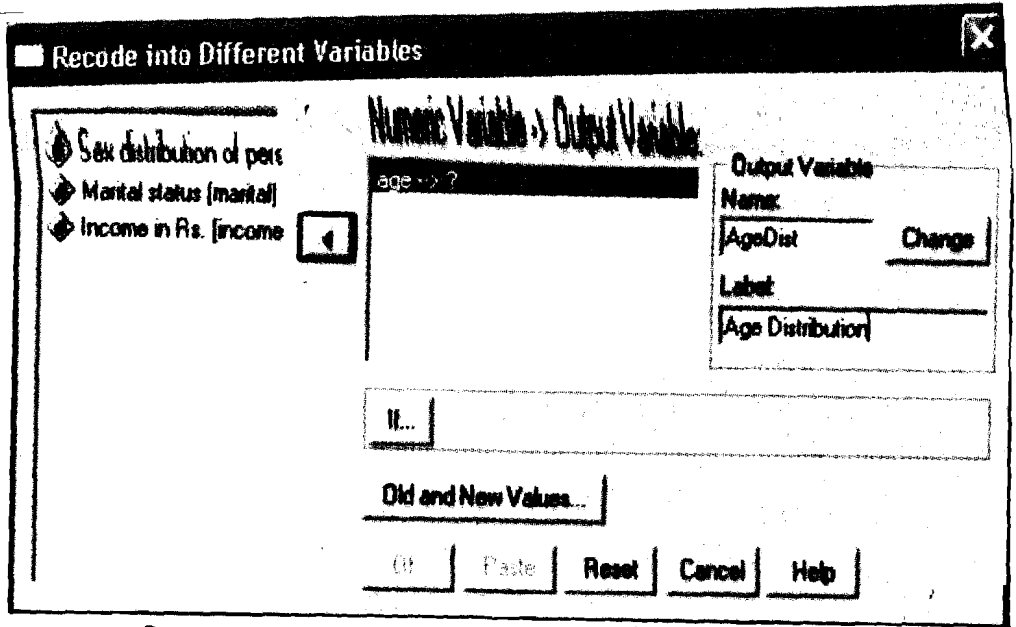 Recode into Different Variables
Numeric Variable -> Output Variable:
Sex distribution of pers
Marital status [marital]
Income in Rs. [income
age --> ?
Output Variable
Name:
AgeDist
Change
Label:
Age Distribution
If...
Old and New Values...
OK
Paste
Reset
Cancel
Help